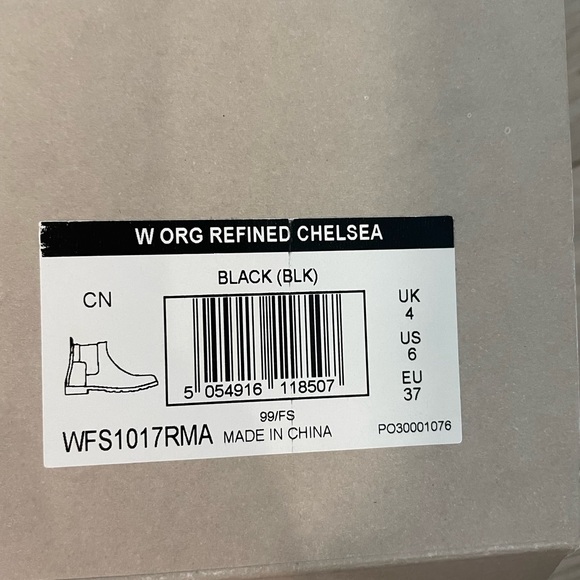 W ORG REFINED CHELSEA
BLACK (BLK)
CN
UK
4
US
6
EU
37
5 054916 118507
99/FS
WFS1017RMA MADE IN CHINA PO30001076